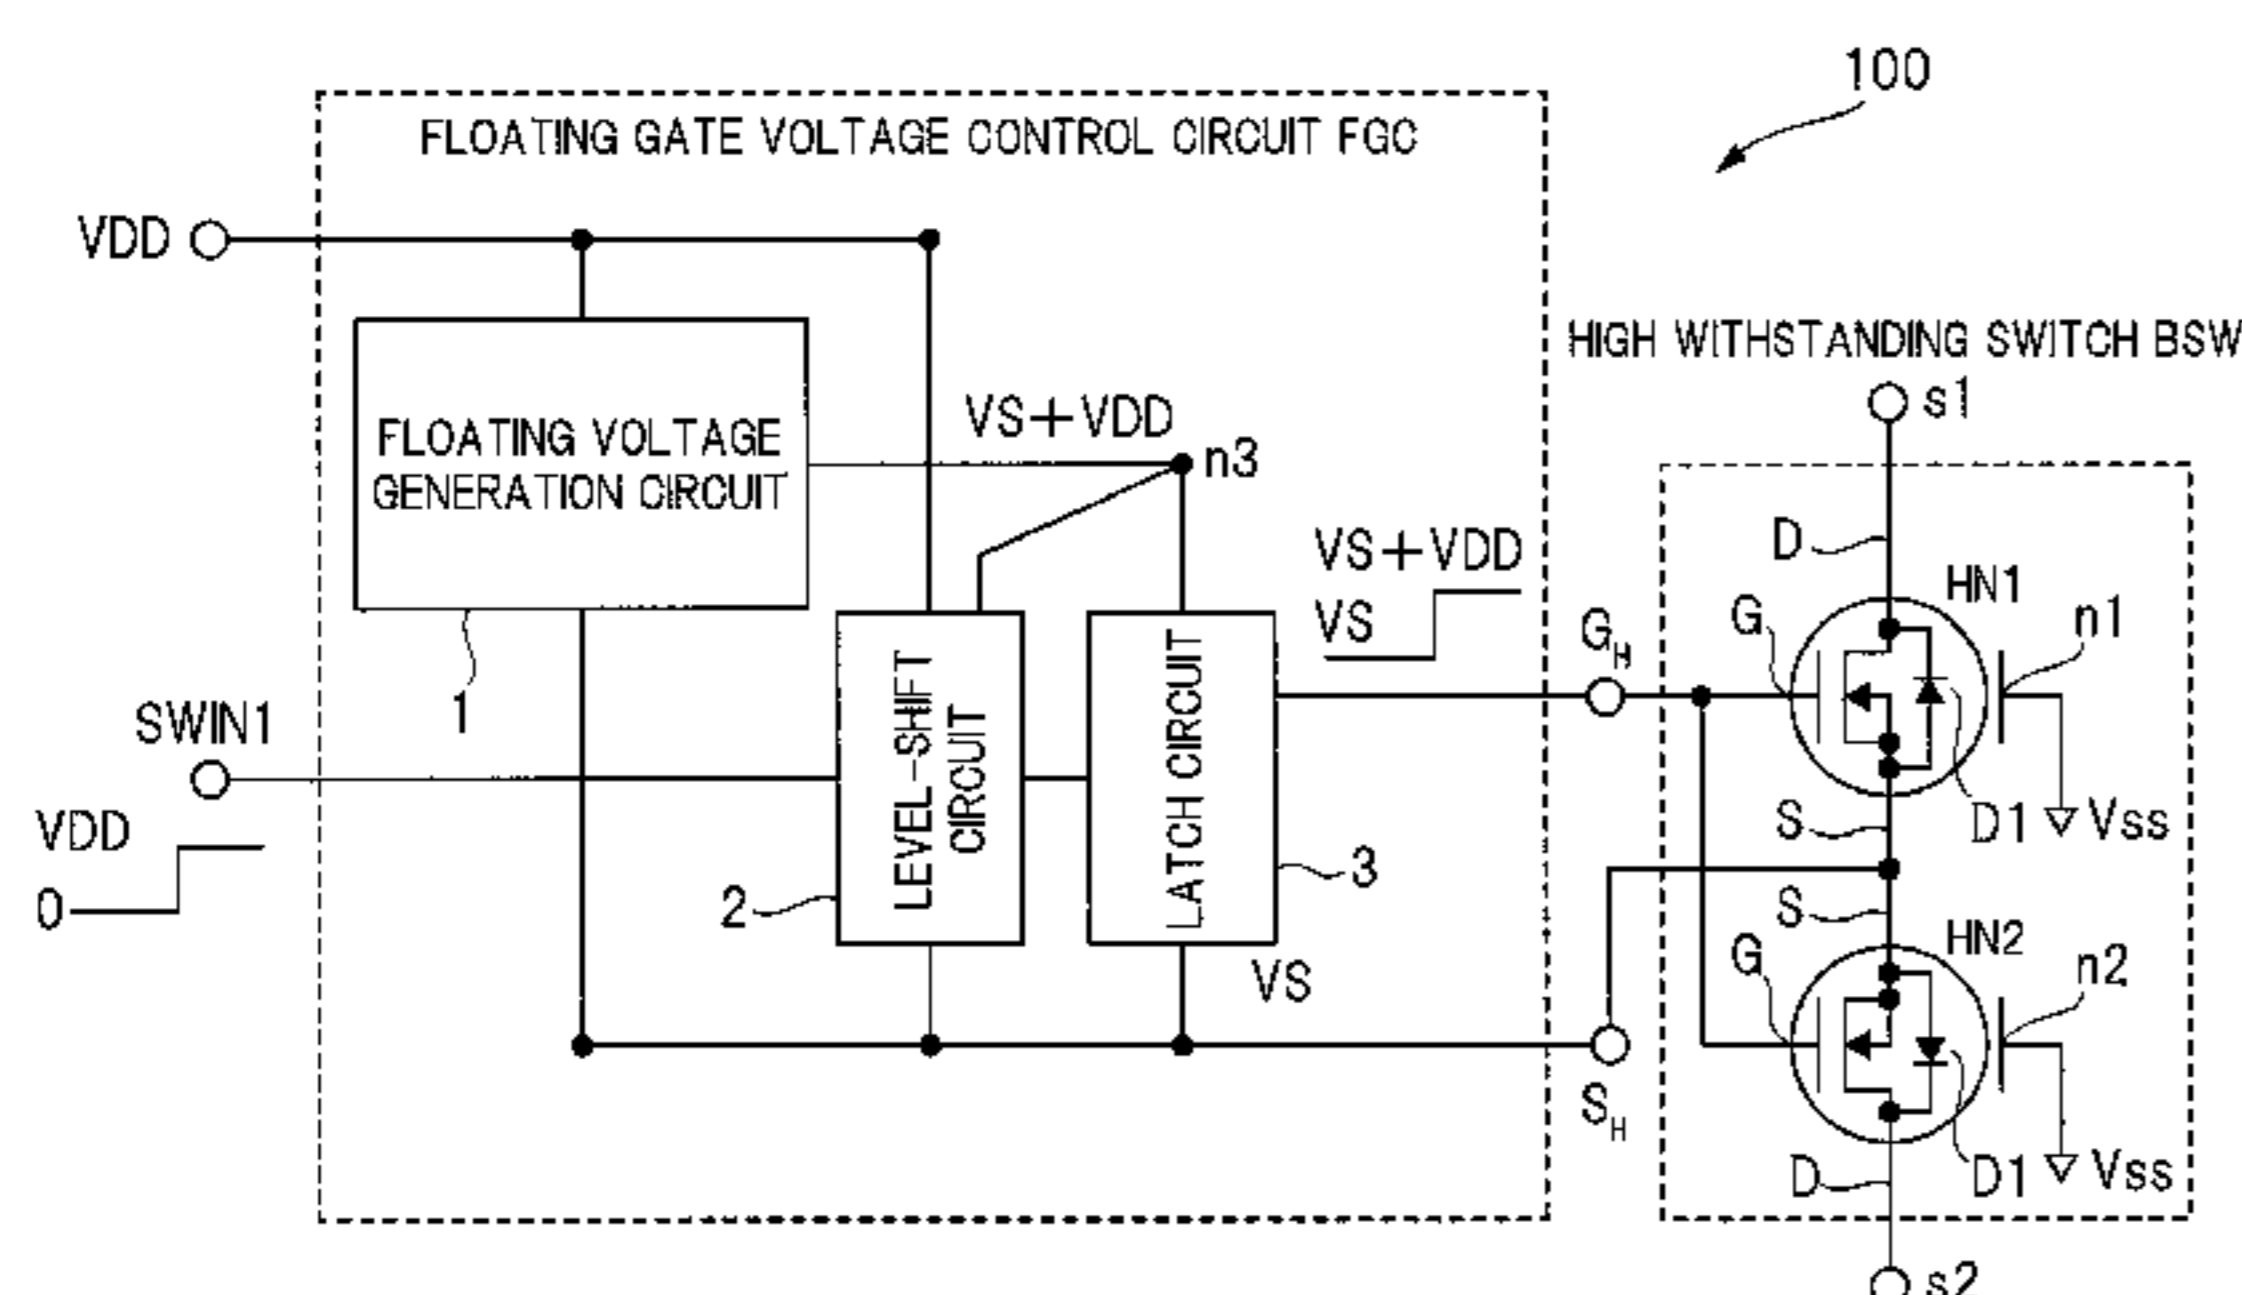 100
FLOATING GATE VOLTAGE CONTROL CIRCUIT FGC
VDD
HIGH WITHSTANDING SWITCH BSW
s1
FLOATING VOLTAGE
GENERATION CIRCUIT
VS+VDD
n3
VS+VDD
VS
D
HN1
G
n1
GH
1
SWIN1
LEVEL-SHIFT
CIRCUIT
LATCH CIRCUIT
VDD
0
2
3
S
D1
Vss
S
HN2
G
n2
VS
SH
D
D1
Vss
s2